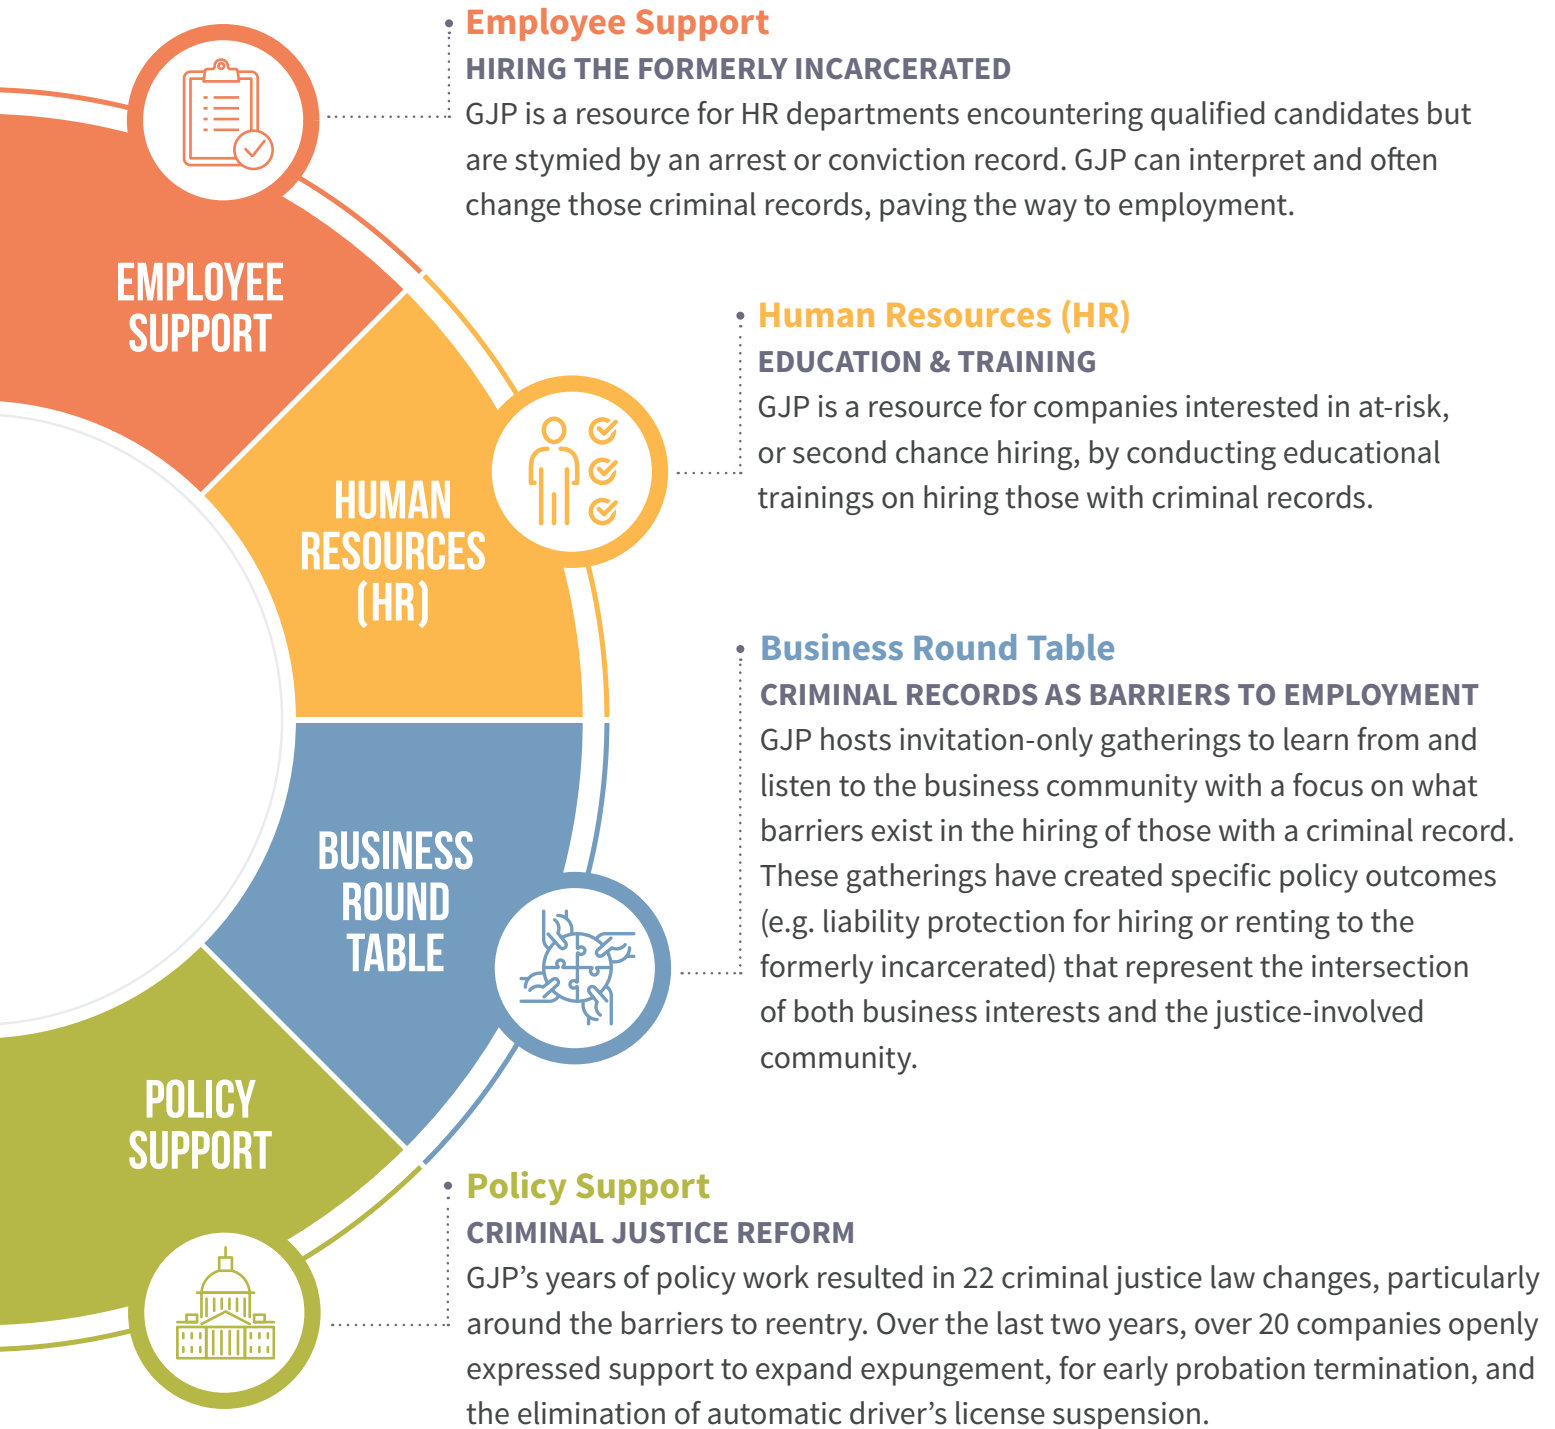 Employee Support
HIRING THE FORMERLY INCARCERATED
GJP is a resource for HR departments encountering qualified candidates but
are stymied by an arrest or conviction record. GJP can interpret and often
change those criminal records, paving the way to employment.
EMPLOYEE
SUPPORT
Human Resources (HR)
EDUCATION & TRAINING
GJP is a resource for companies interested in at-risk,
or second chance hiring, by conducting educational
trainings on hiring those with criminal records.
HUMAN
RESOURCES
(HR)
Business Round Table
CRIMINAL RECORDS AS BARRIERS TO EMPLOYMENT
GJP hosts invitation-only gatherings to learn from and
listen to the business community with a focus on what
barriers exist in the hiring of those with a criminal record.
These gatherings have created specific policy outcomes
(e.g. liability protection for hiring or renting to the
formerly incarcerated) that represent the intersection
of both business interests and the justice-involved
community.
BUSINESS
ROUND
TABLE
POLICY
SUPPORT
Policy Support
CRIMINAL JUSTICE REFORM
GJP’s years of policy work resulted in 22 criminal justice law changes, particularly
around the barriers to reentry. Over the last two years, over 20 companies openly
expressed support to expand expungement, for early probation termination, and
the elimination of automatic driver’s license suspension.